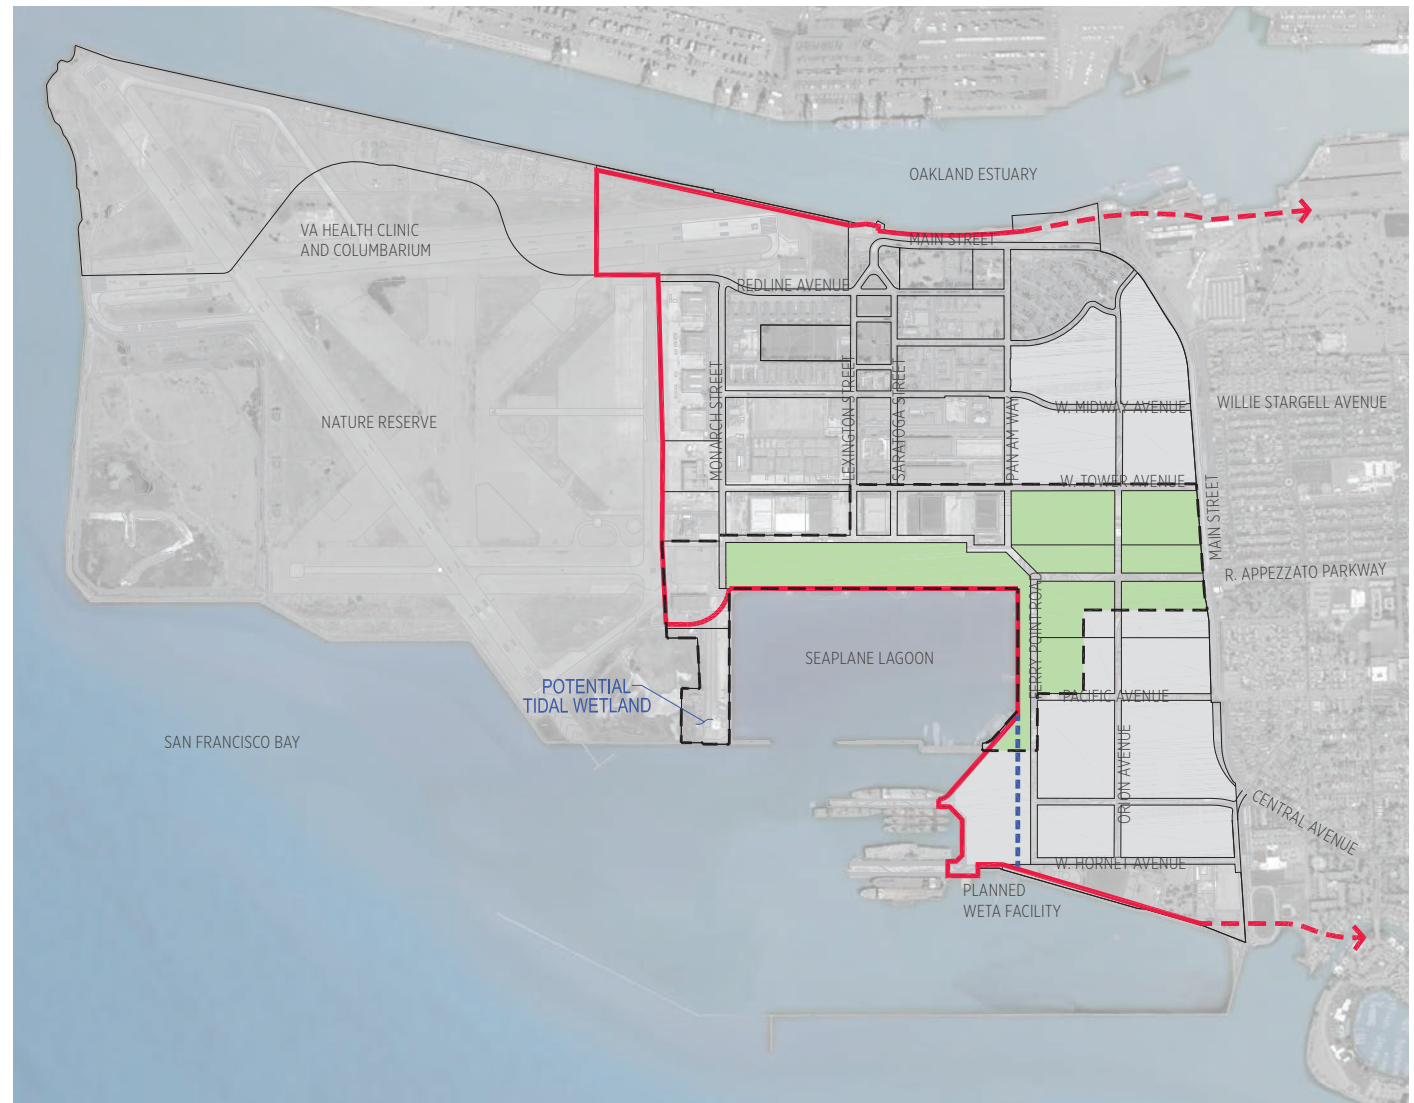 OAKLAND ESTUARY
VA HEALTH CLINIC
AND COLUMBARIUM
MAIN STREET
REDLINE AVENUE
NATURE RESERVE
MONARCH STREET
LEXINGTON STREET
SARATOGA STREET
PAN AM WAY
W. MIDWAY AVENUE
WILLIE STARGELL AVENUE
W. TOWER AVENUE
MAIN STREET
R. APPEZZATO PARKWAY
FERRY POINT ROAD
SEAPLANE LAGOON
POTENTIAL
TIDAL WETLAND
PACIFIC AVENUE
SAN FRANCISCO BAY
ORION AVENUE
CENTRAL AVENUE
W. HORNET AVENUE
PLANNED
WETA FACILITY